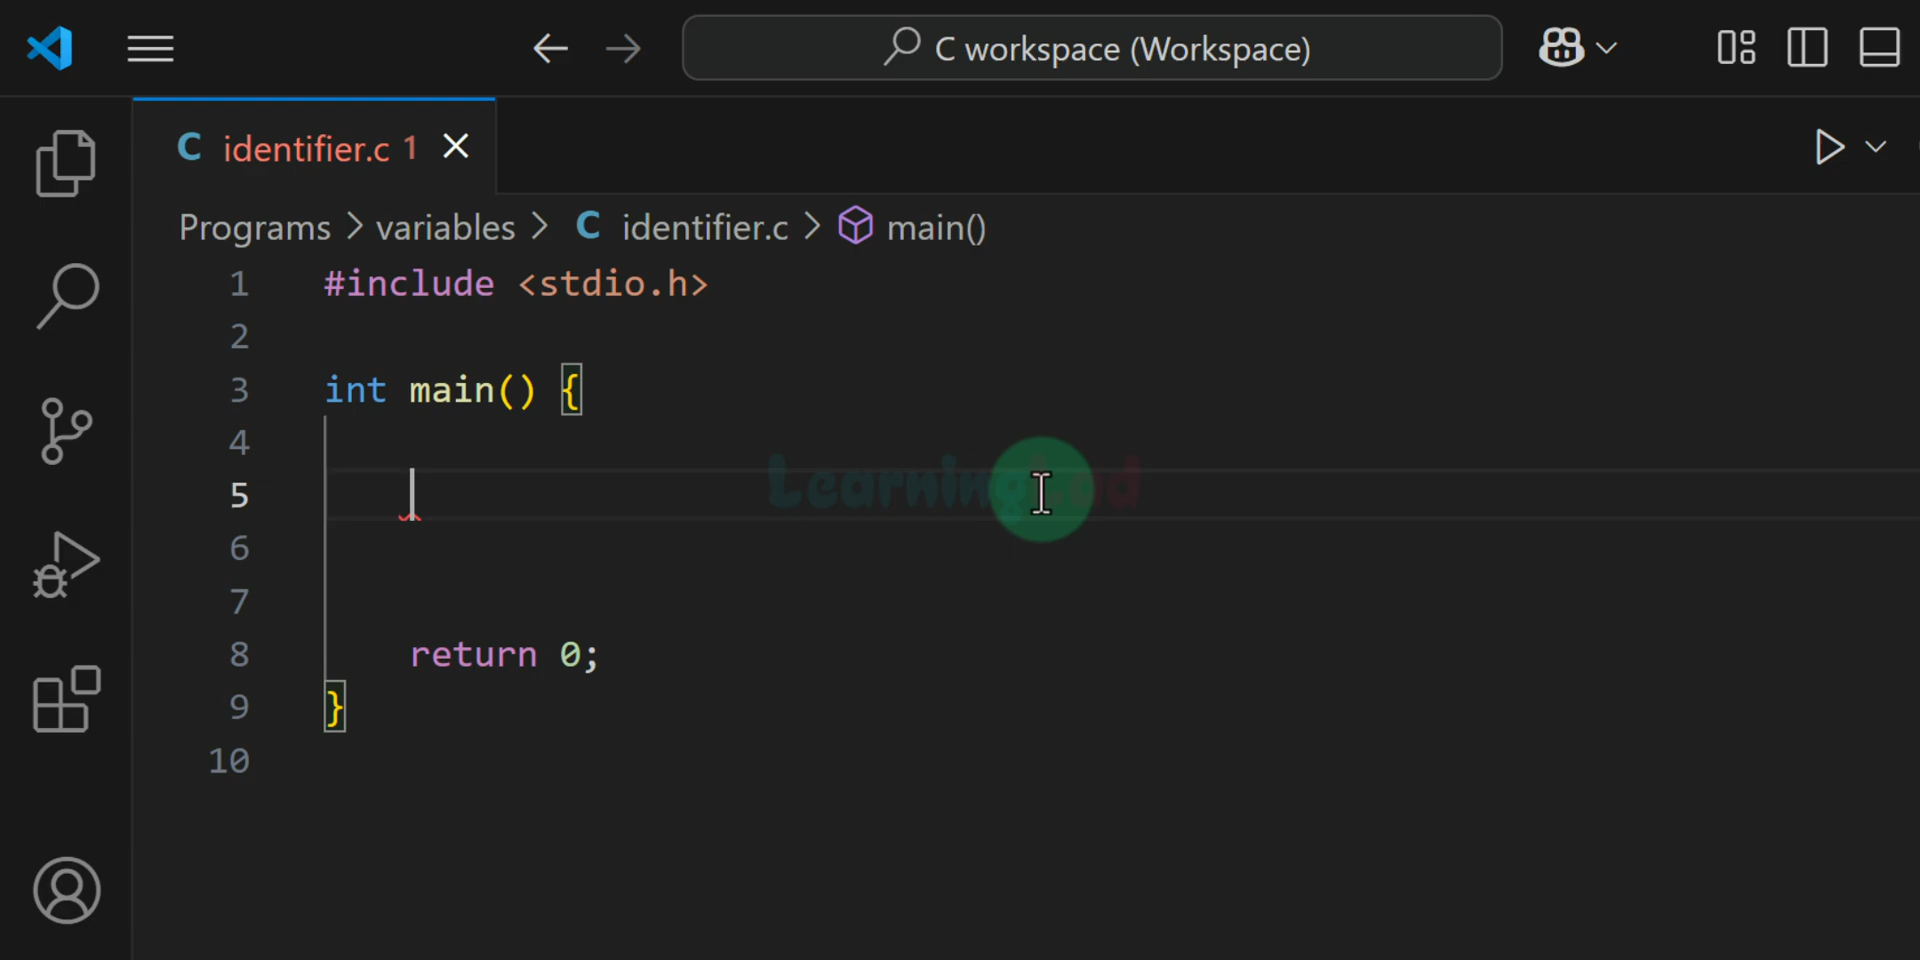 C workspace (Workspace)
C identifier.c 1
Programs > variables > C identifier.c > main()
1 #include <stdio.h>
2
3 int main() {
4
5
6
7
8 return 0;
9 }
10
LearningLad